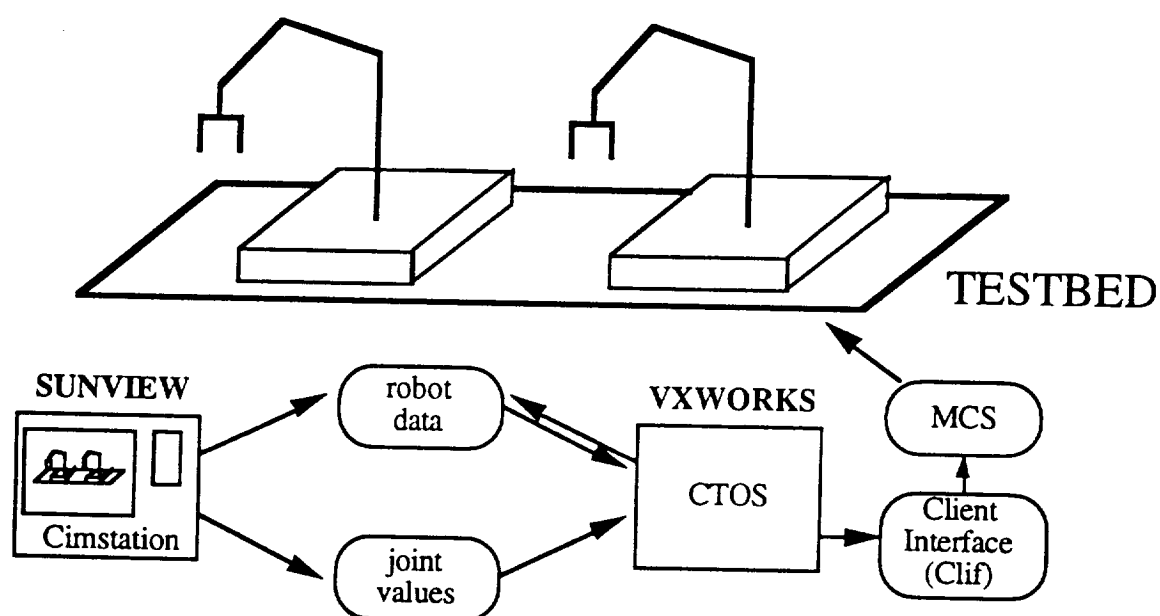 TESTBED
SUNVIEW
robot
data
VXWORKS
MCS
CTOS
Cimstation
Client
Interface
(Clif)
joint
values